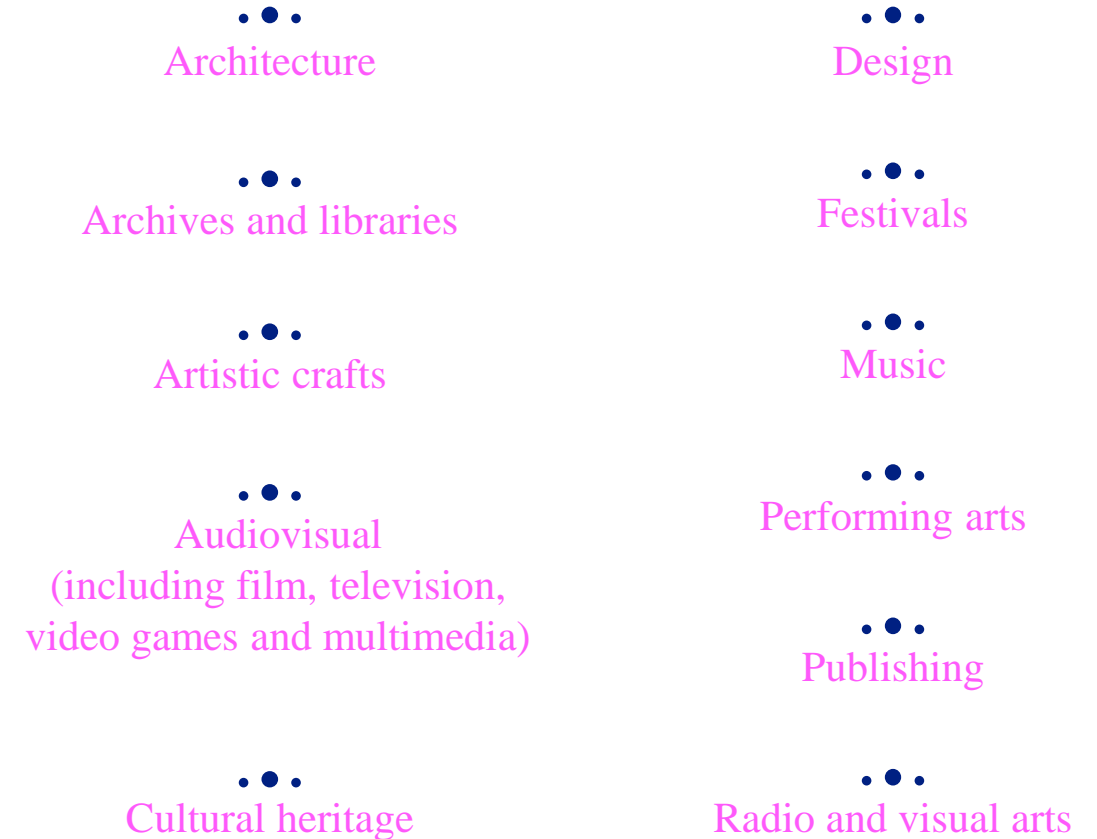 Architecture
Archives and libraries
Artistic crafts
Audiovisual
(including film, television,
video games and multimedia)
Cultural heritage
Design
Festivals
Music
Performing arts
Publishing
Radio and visual arts